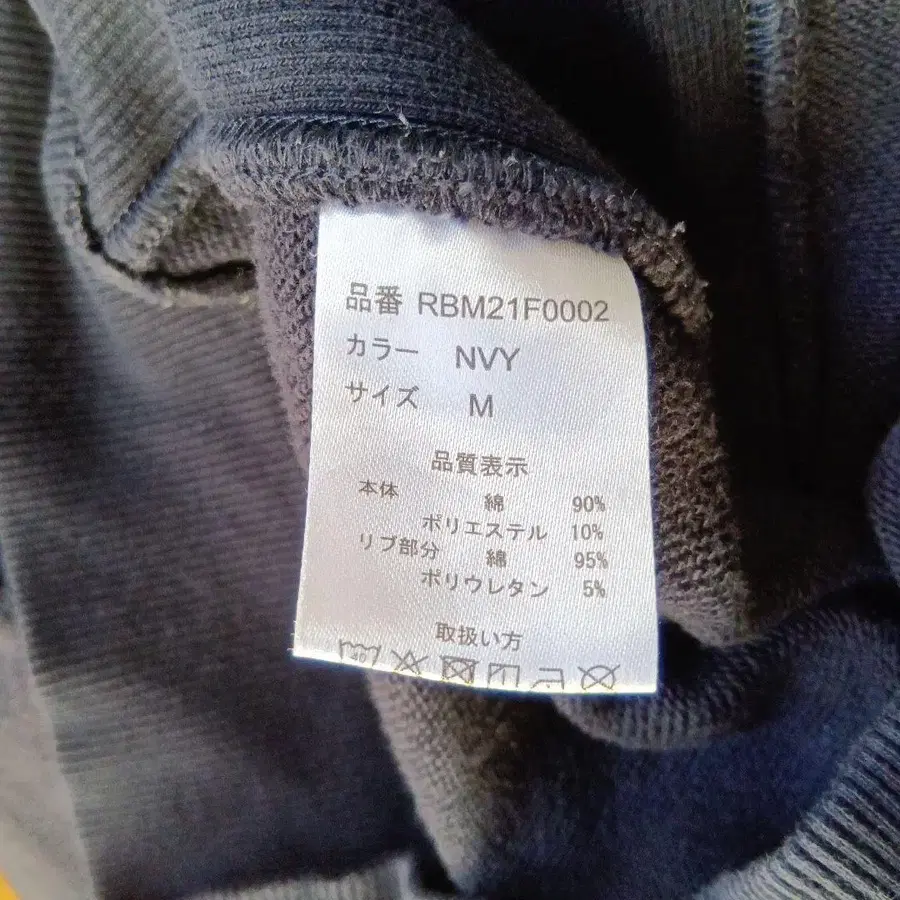 品番 RBM21F0002
カラー NVY
サイズ M
品質表示
本体 綿 90%
ポリエステル 10%
リブ部分 綿 95%
ポリウレタン 5%
取扱い方
40